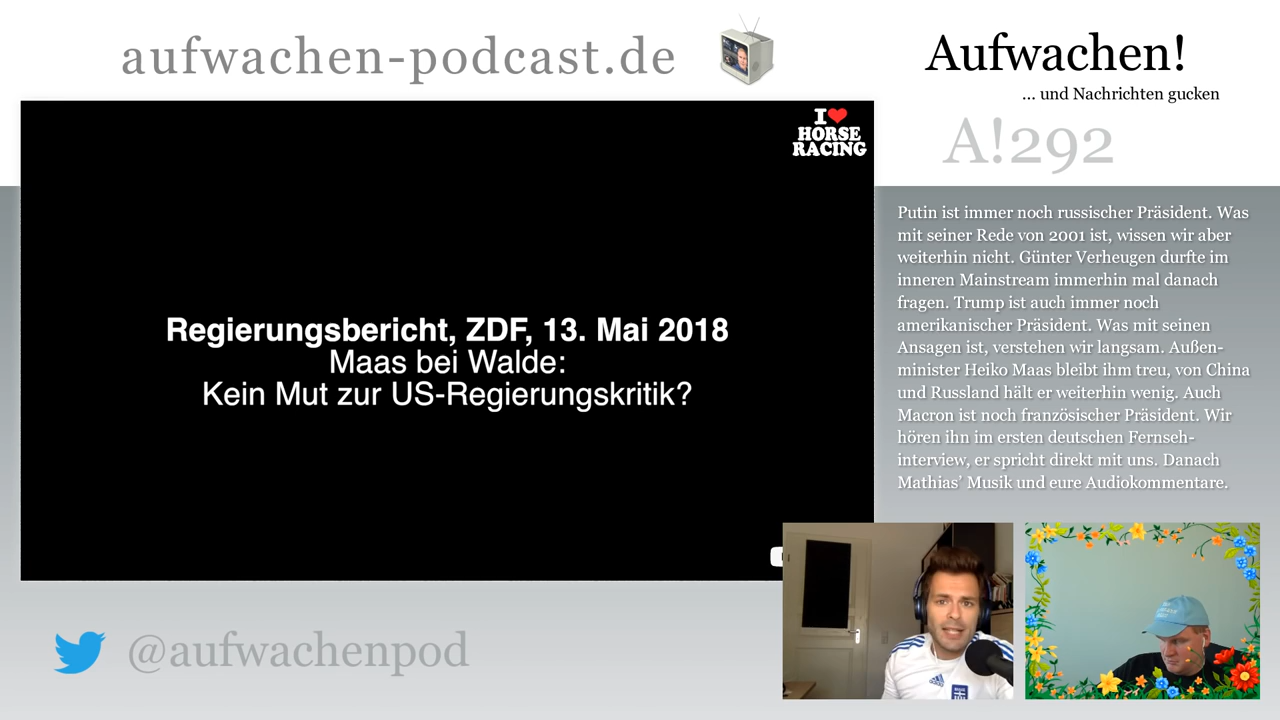 aufwachen-podcast.de
Aufwachen!
... und Nachrichten gucken
A!292
I
HORSE
RACING
Regierungsbericht, ZDF, 13. Mai 2018
Maas bei Walde:
Kein Mut zur US-Regierungskritik?
Putin ist immer noch russischer Präsident. Was
mit seiner Rede von 2001 ist, wissen wir aber
weiterhin nicht. Günter Verheugen durfte im
inneren Mainstream immerhin mal danach
fragen. Trump ist auch immer noch
amerikanischer Präsident. Was mit seinen
Ansagen ist, verstehen wir langsam. Außen-
minister Heiko Maas bleibt ihm treu, von China
und Russland hält er weiterhin wenig. Auch
Macron ist noch französischer Präsident. Wir
hören ihn im ersten deutschen Fernseh-
interview, er spricht direkt mit uns. Danach
Mathias’ Musik und eure Audiokommentare.
@aufwachenpod